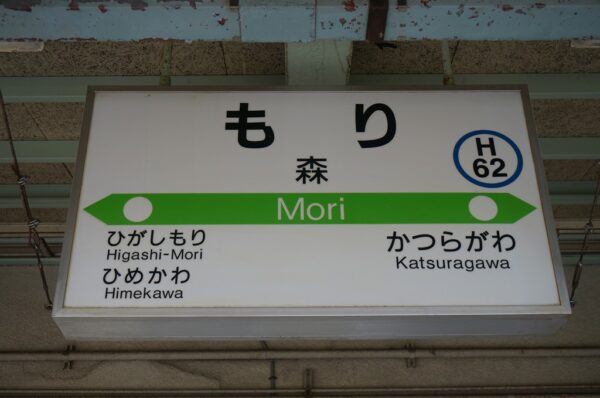 もり
森
H
62
Mori
ひがしもり
Higashi-Mori
ひめかわ
Himekawa
かつらがわ
Katsuragawa